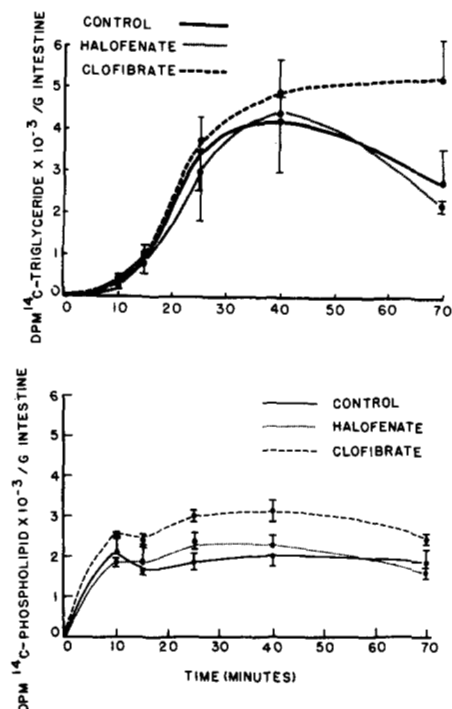 CONTROL
HALOFENATE
CLOFIBRATE
DPM ¹⁴C-TRIGLYCERIDE X 10⁻³ /G INTESTINE
6
5
4
3
2
1
0
0 10 20 30 40 50 60 70
DPM ¹⁴C-PHOSPHOLIPID X 10⁻³ / G INTESTINE
CONTROL
HALOFENATE
CLOFIBRATE
6
5
4
3
2
1
10 20 30 40 50 60 70
TIME (MINUTES)